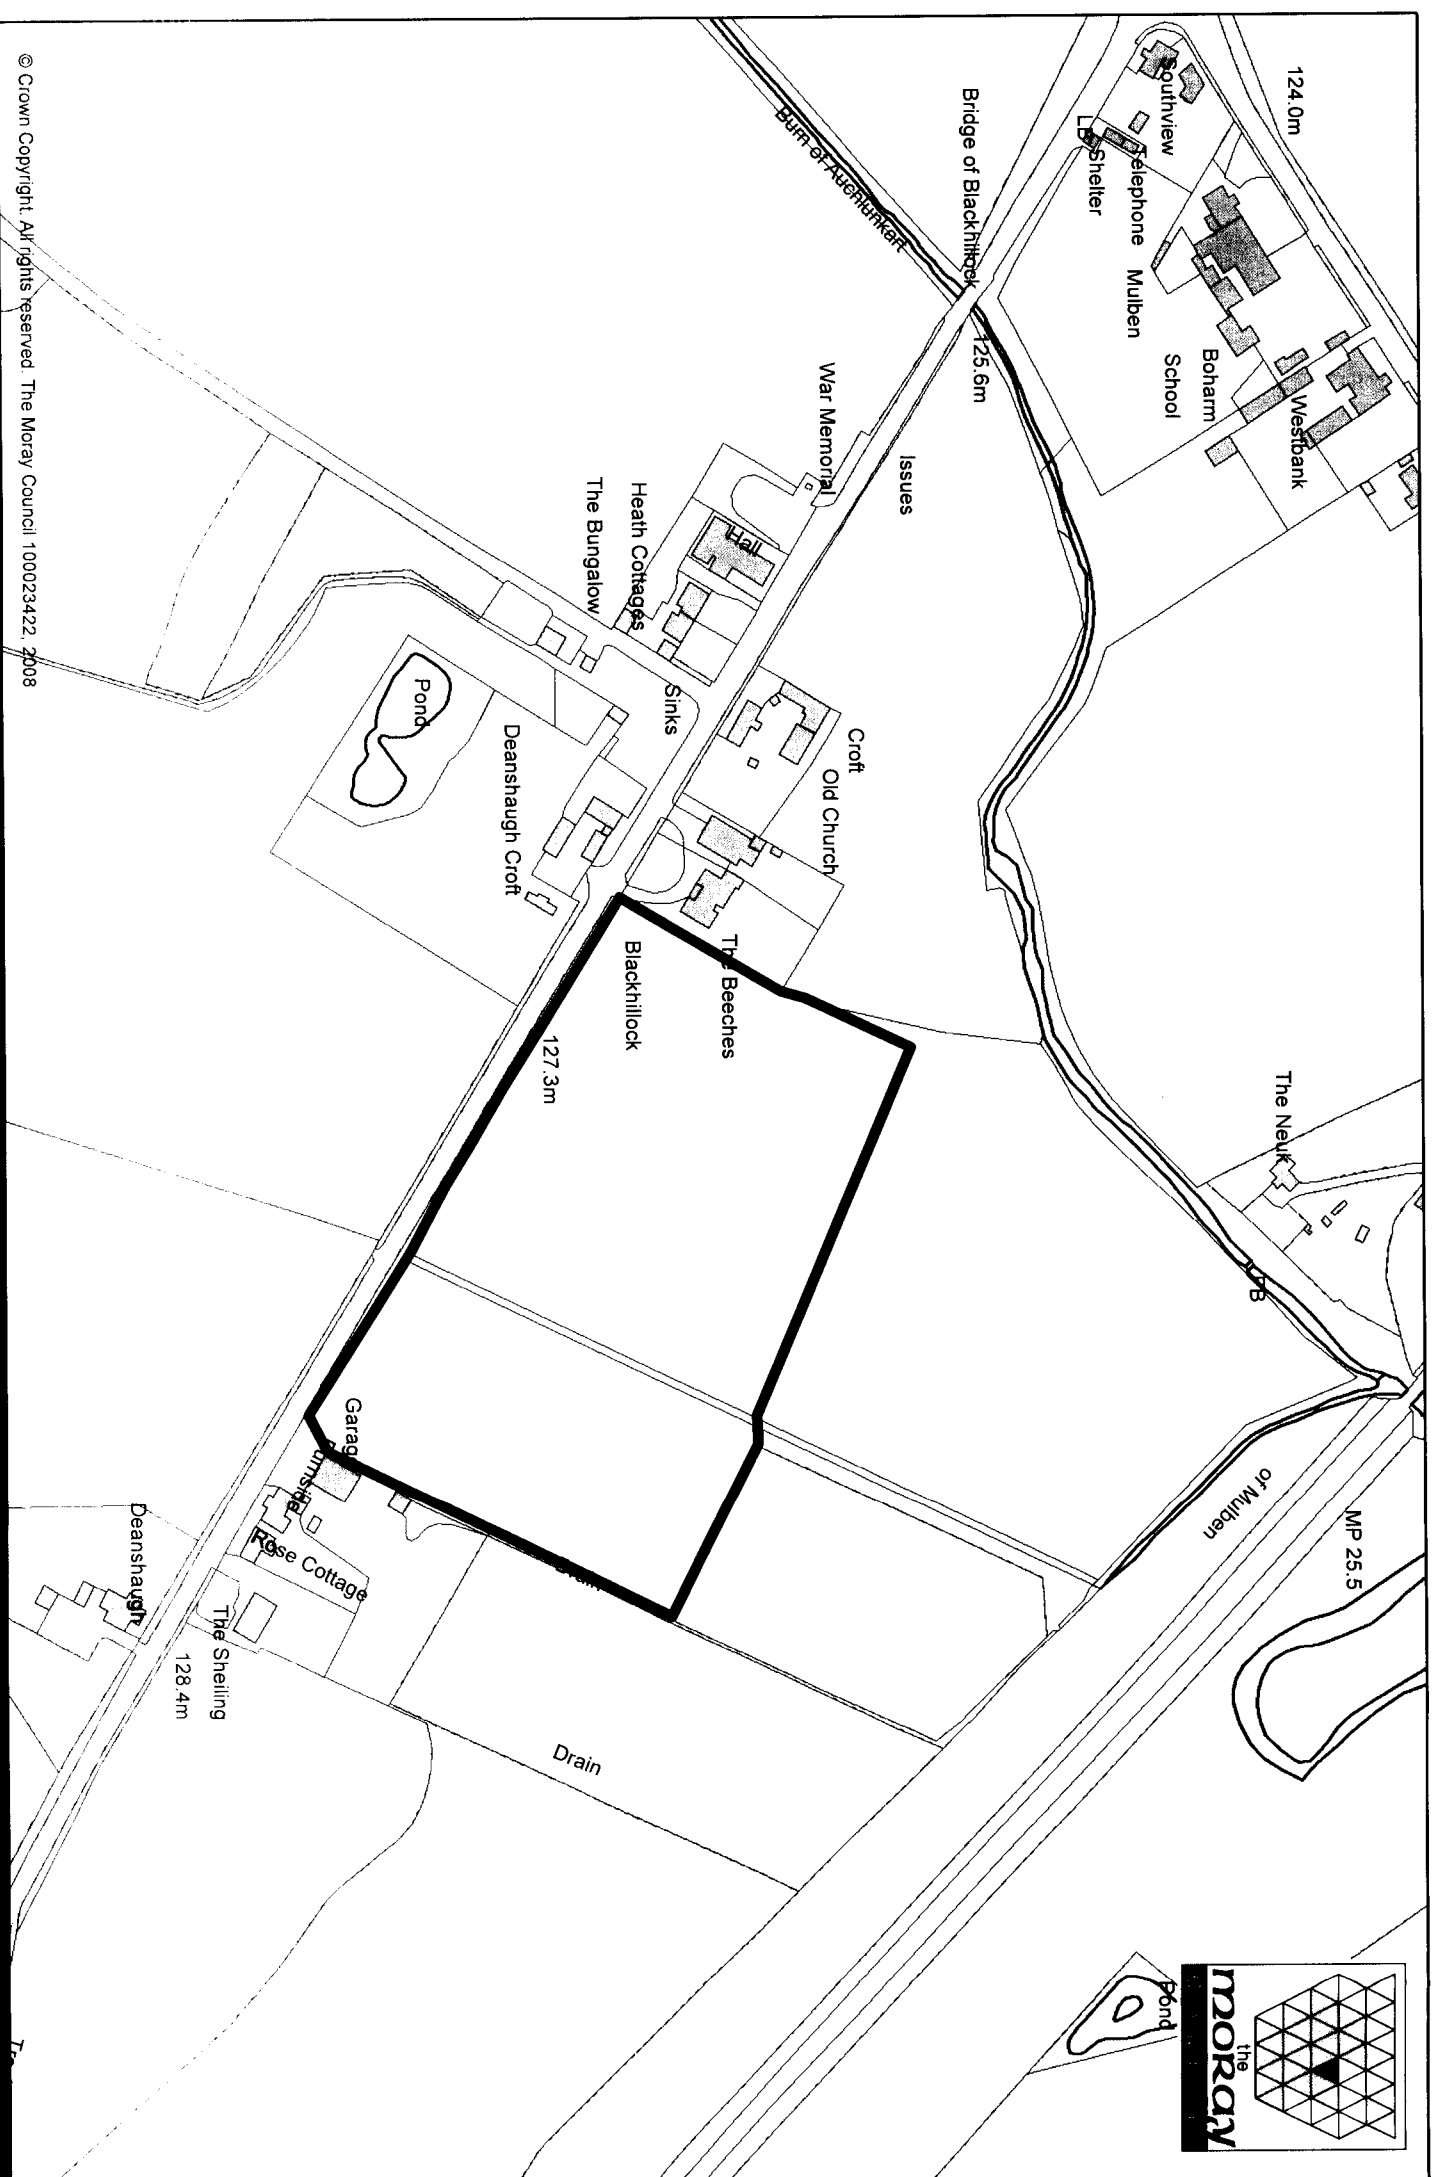 124.0m
Southview
LB
Shelter
Telephone
Mulben
Boharm
School
Westbank
Bridge of Blackhillock
Burn of Auchlunkart
125.6m
Issues
War Memorial
Hall
Heath Cottages
The Bungalow
Sinks
Croft
Old Church
Pond
Deanshaugh Croft
The Beeches
Blackhillock
127.3m
The Neuk
FB
of Mulben
MP 25.5
Garage
Burnside
Rose Cottage
Drain
Deanshaugh
The Sheiling
128.4m
Drain
Pond
the
moray
© Crown Copyright. All rights reserved. The Moray Council 100023422, 2008